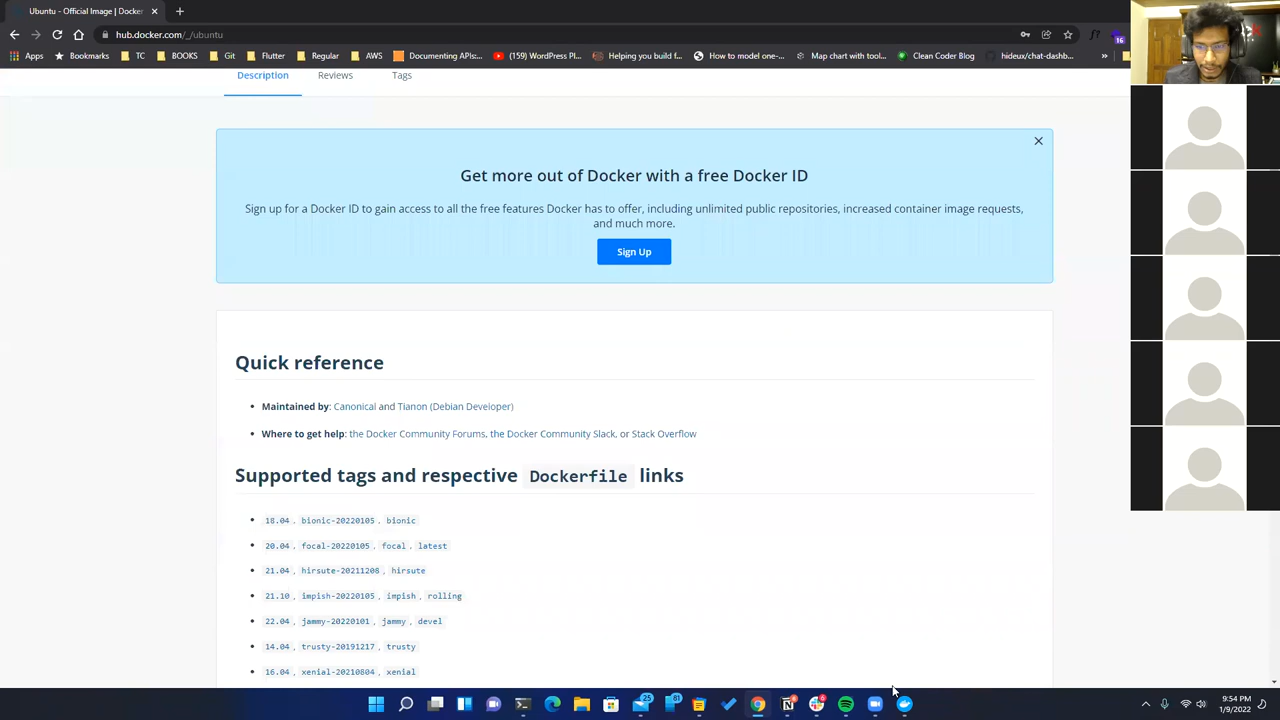 Ubuntu - Official Image | Docker
hub.docker.com/_/ubuntu
16
Apps Bookmarks TC BOOKS Git Flutter Regular AWS Documenting APIs:... (159) WordPress Pl... Helping you build f... How to model one-t... Map chart with tool... Clean Coder Blog hideux/chat-dashb... »
Description Reviews Tags
Get more out of Docker with a free Docker ID
Sign up for a Docker ID to gain access to all the free features Docker has to offer, including unlimited public repositories, increased container image requests,
and much more.
Sign Up
Quick reference
Maintained by: Canonical and Tianon (Debian Developer)
Where to get help: the Docker Community Forums, the Docker Community Slack, or Stack Overflow
Supported tags and respective Dockerfile links
18.04, bionic-20220105, bionic
20.04, focal-20220105, focal, latest
21.04, hirsute-20211208, hirsute
21.10, impish-20220105, impish, rolling
22.04, jammy-20220101, jammy, devel
14.04, trusty-20191217, trusty
16.04, xenial-20210804, xenial
25 81
9:54 PM
1/9/2022